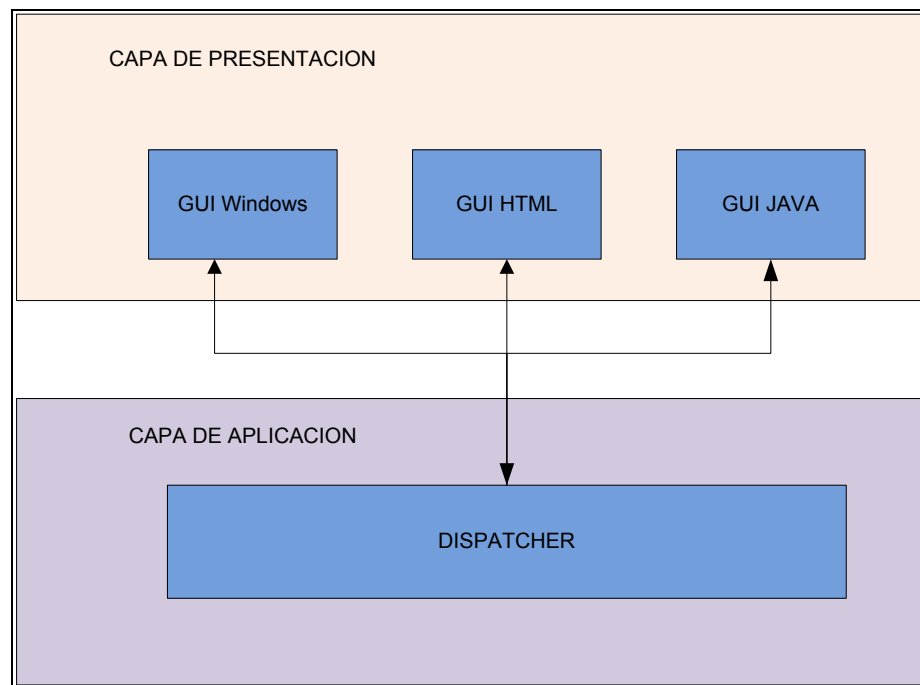 CAPA DE PRESENTACION
GUI Windows
GUI HTML
GUI JAVA
CAPA DE APLICACION
DISPATCHER